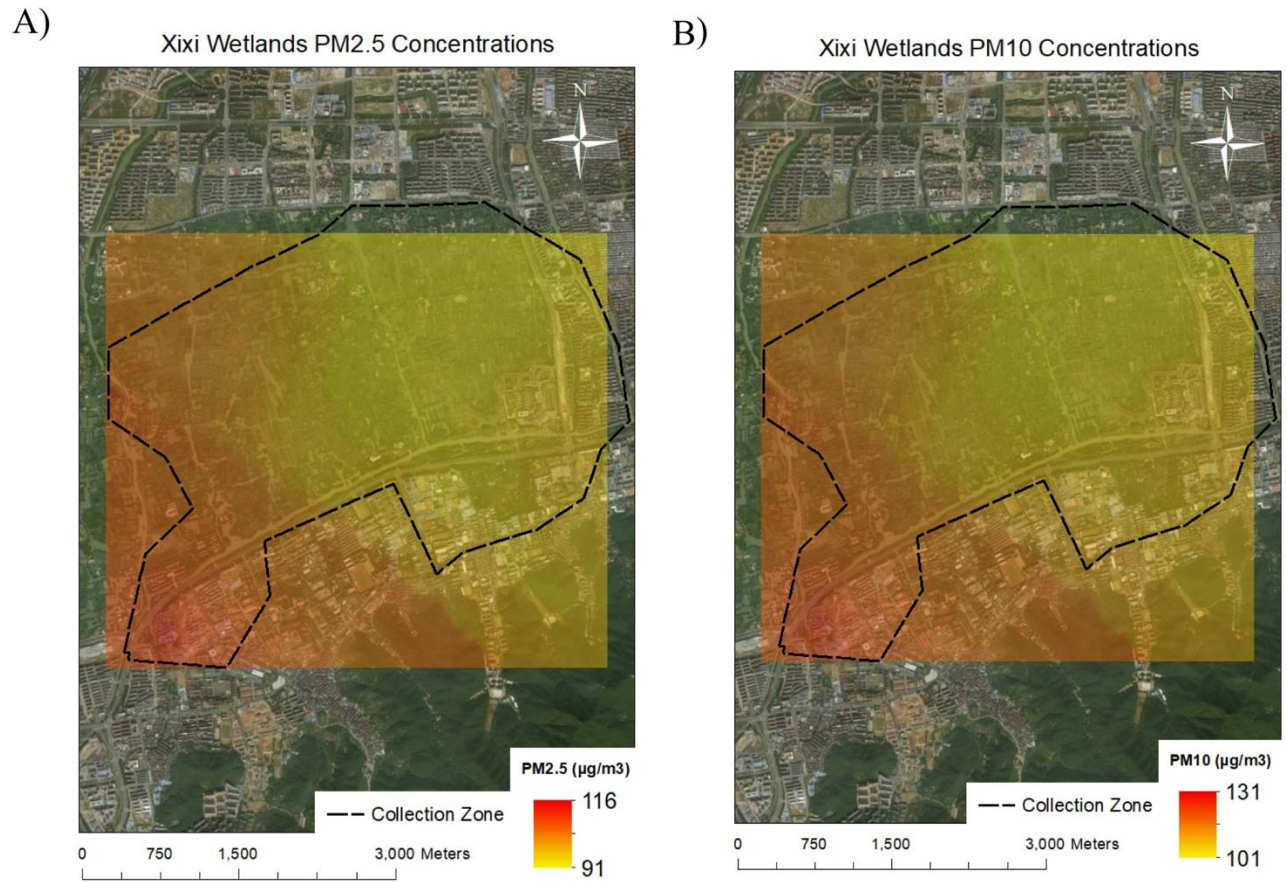 A)
Xixi Wetlands PM2.5 Concentrations
N
PM2.5 (µg/m3)
116
91
Collection Zone
0 750 1,500 3,000 Meters
B)
Xixi Wetlands PM10 Concentrations
N
PM10 (µg/m3)
131
101
Collection Zone
0 750 1,500 3,000 Meters